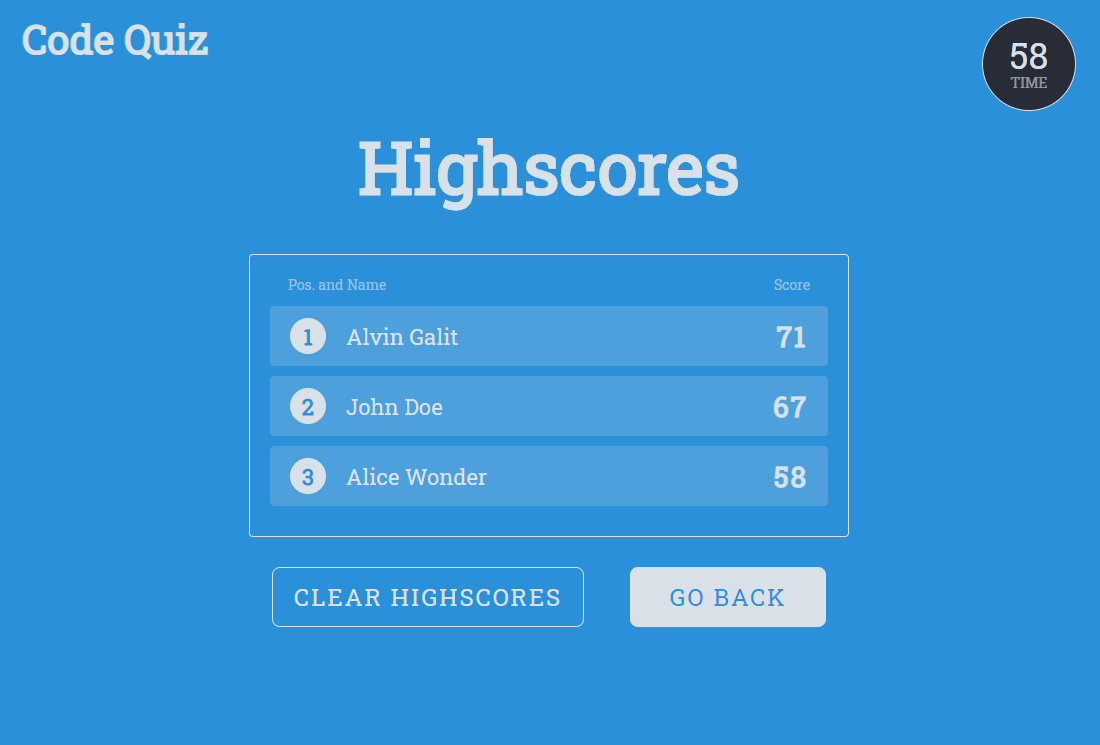 Code Quiz
58
TIME
Highscores
Pos. and Name Score
1 Alvin Galit 71
2 John Doe 67
3 Alice Wonder 58
CLEAR HIGHSCORES GO BACK